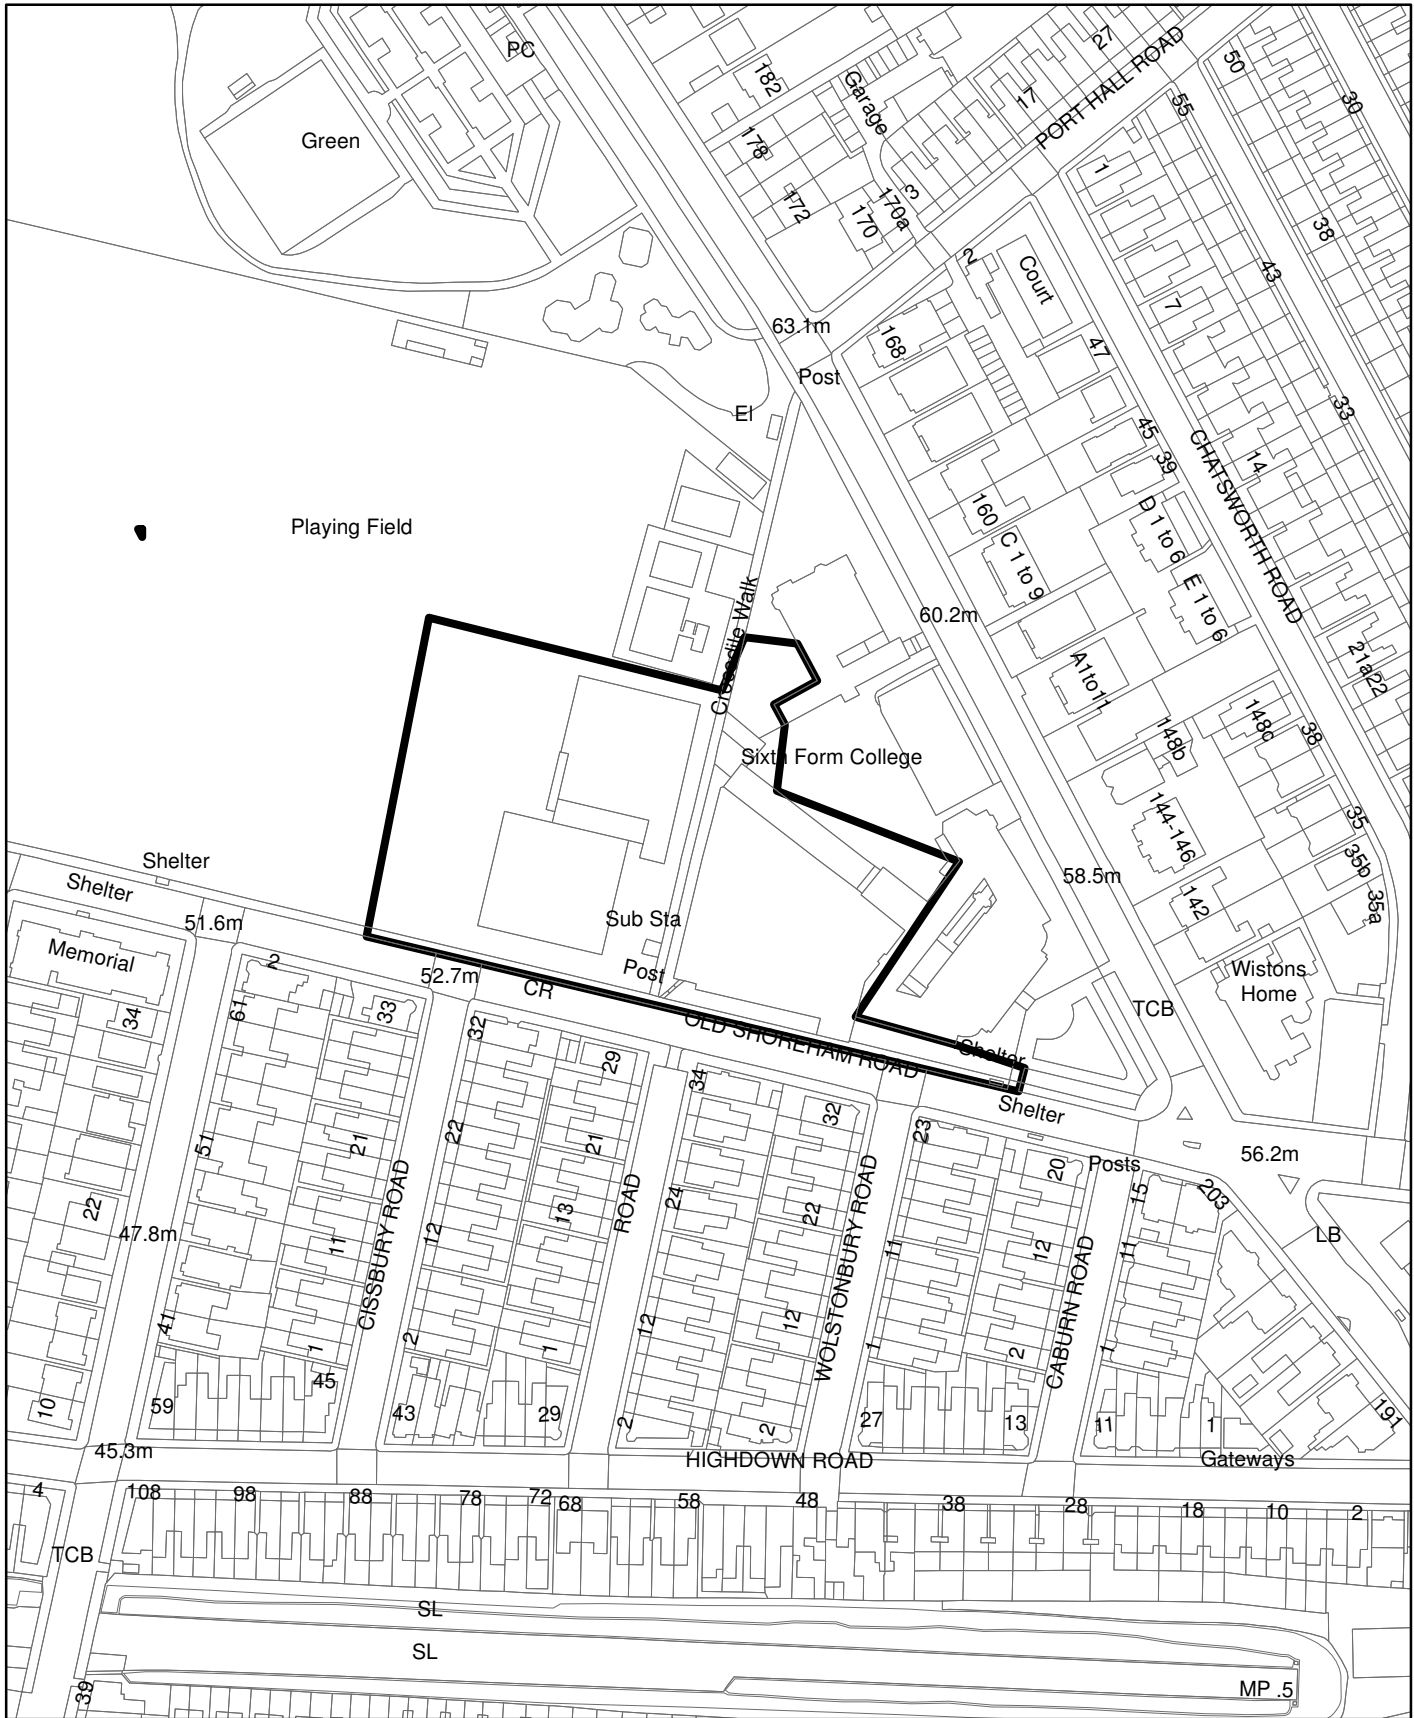 PC
182
Garage
27
17
PORT HALL ROAD
50
30
55
Green
178
172
170
170a
3
1
38
2
Court
43
7
63.1m
168
47
Post
33
El
45
39
CHATSWORTH ROAD
14
Playing Field
160
C 1 to 9
D 1 to 6
E 1 to 6
Crocodile Walk
60.2m
A1to 11
21a
22
148c
148b
38
Sixth Form College
144-146
35
35b
35a
58.5m
142
Shelter
Shelter
51.6m
Sub Sta
Memorial
2
52.7m
Post
CR
Wistons
Home
TCB
34
61
33
32
29
OLD SHOREHAM ROAD
Shelter
34
32
Shelter
23
51
21
22
21
20
Posts
56.2m
15
203
22
47.8m
13
ROAD
24
22
WOLSTONBURY ROAD
11
12
CABURN ROAD
11
LB
11
CISSBURY ROAD
12
41
1
2
1
12
12
1
2
1
10
59
45
43
29
2
2
27
13
11
1
191
45.3m
HIGHDOWN ROAD
Gateways
4
108
98
88
78
72
68
58
48
38
28
18
10
2
TCB
SL
SL
39
MP .5